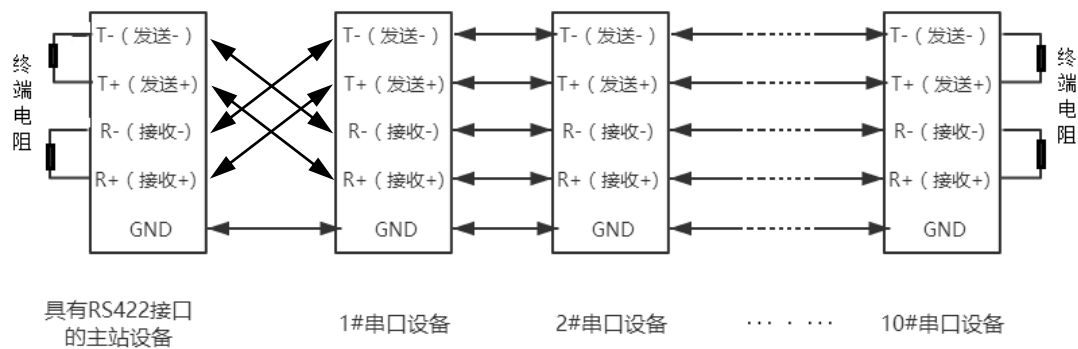 终端电阻
T-（发送-）
T+（发送+）
R-（接收-）
R+（接收+）
GND
具有RS422接口
的主站设备
T-（发送-）
T+（发送+）
R-（接收-）
R+（接收+）
GND
1#串口设备
T-（发送-）
T+（发送+）
R-（接收-）
R+（接收+）
GND
2#串口设备
··· · ···
T-（发送-）
T+（发送+）
R-（接收-）
R+（接收+）
GND
10#串口设备
终端电阻